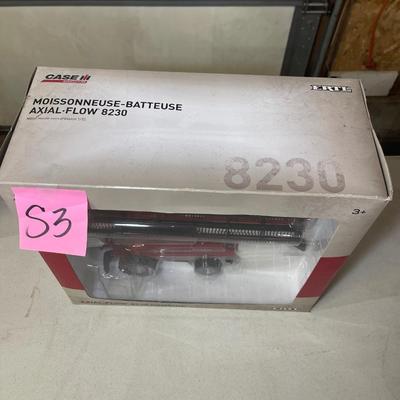 CASE IH
ERTL
MOISSONNEUSE-BATTEUSE
AXIAL-FLOW 8230
8230
S3
3+